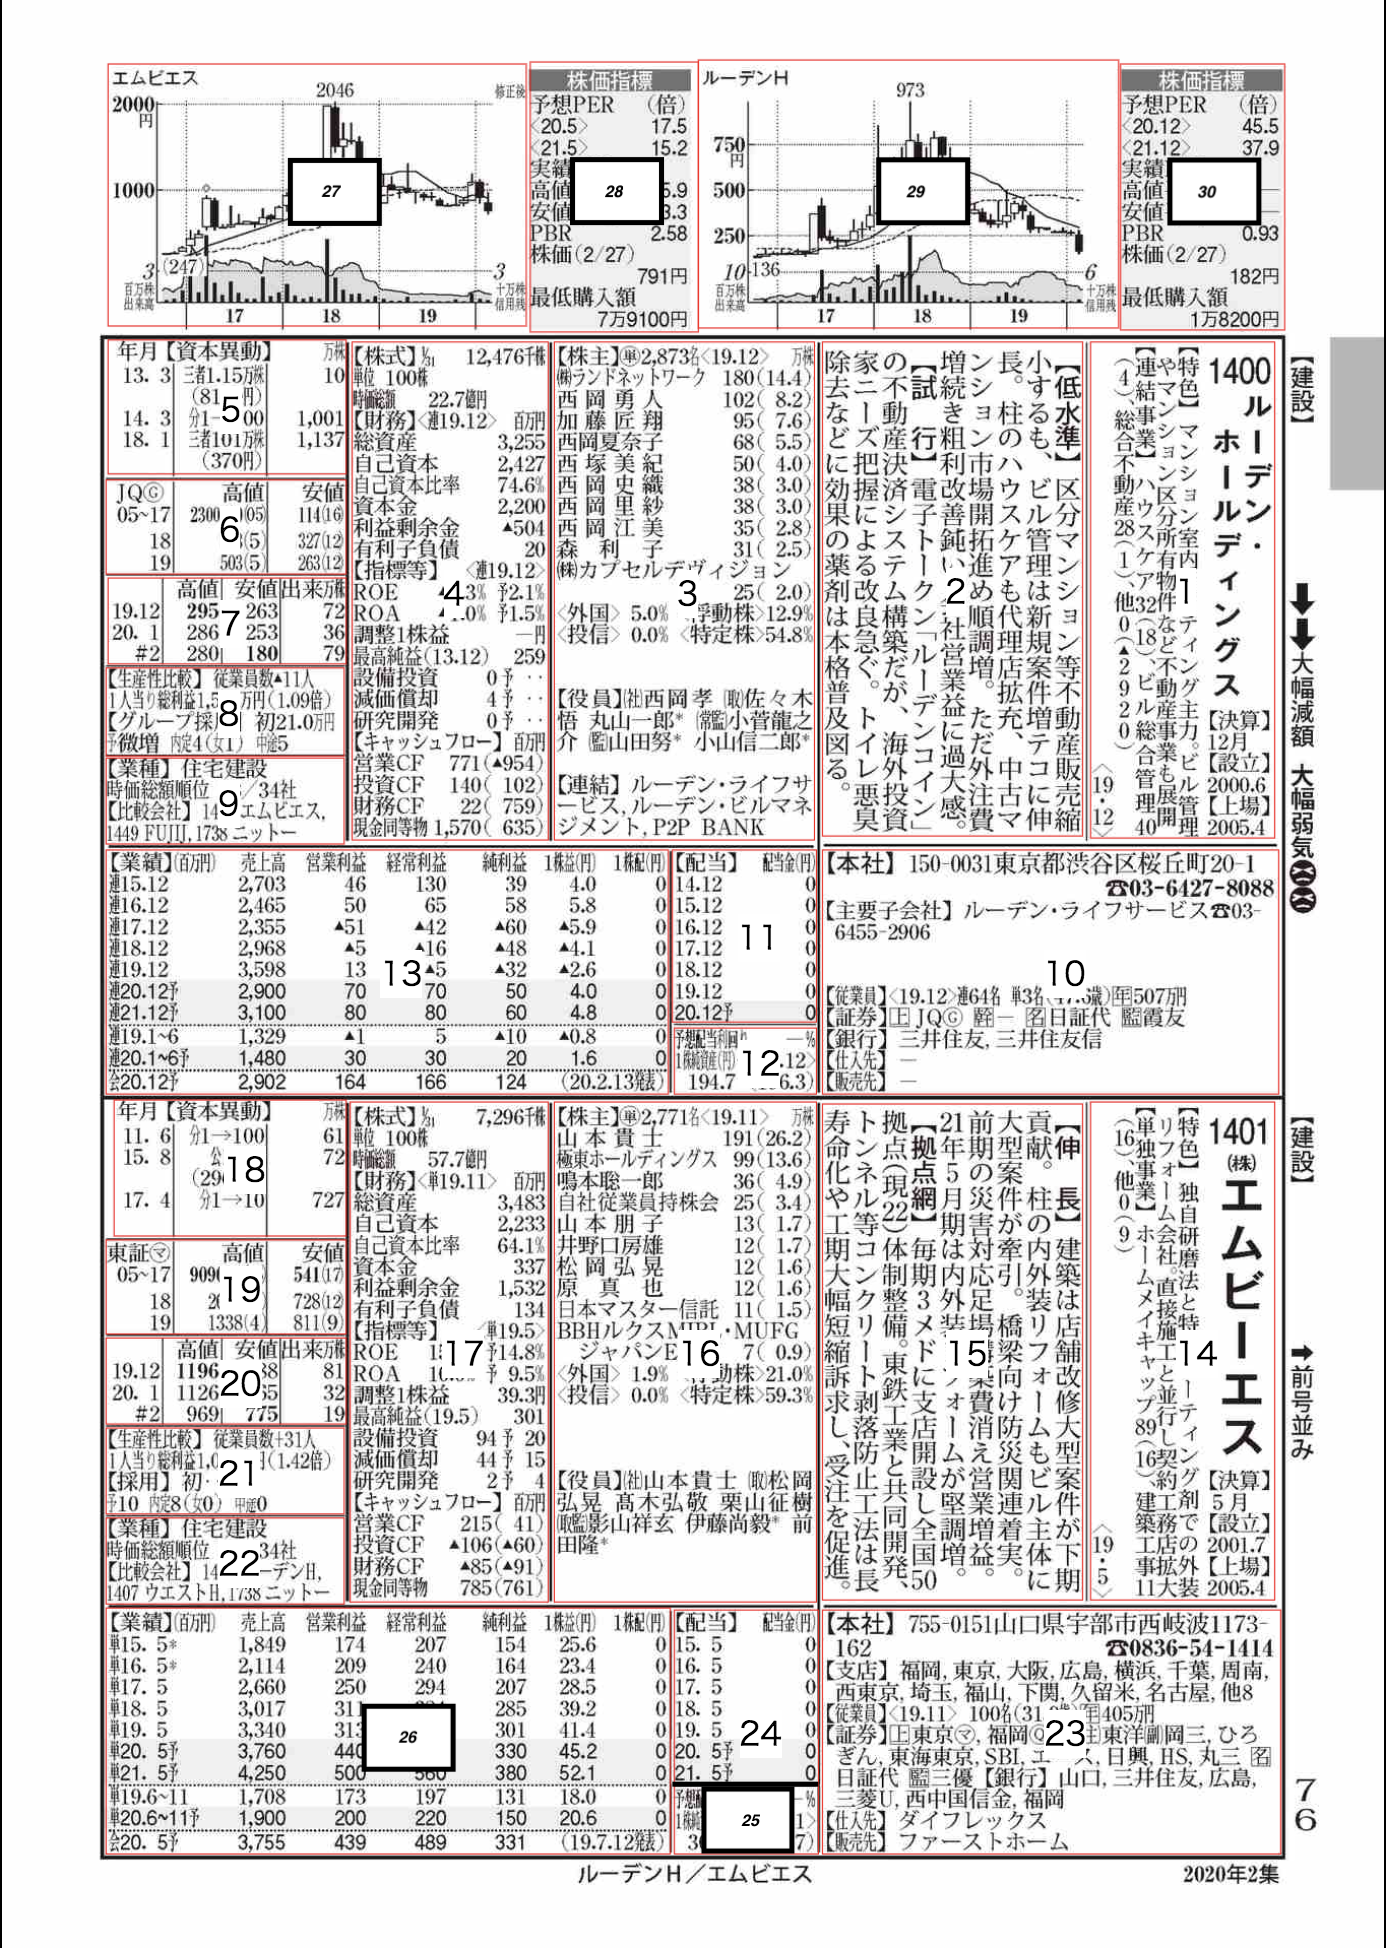 エムビエス
2046
修正後
2000
円
1000
27
(247)
3
百万株
出来高
3
十万株
信用残
17 18 19
株価指標
予想PER (倍)
〈20.5〉 17.5
〈21.5〉 15.2
実績
高値 5.9
安値 3.3
28
PBR 2.58
株価(2/27)
791円
最低購入額
7万9100円
ルーデンH
973
750
円
500
250
29
136
10
百万株
出来高
6
十万株
信用残
17 18 19
株価指標
予想PER (倍)
〈20.12〉 45.5
〈21.12〉 37.9
実績
高値
安値
30
PBR 0.93
株価(2/27)
182円
最低購入額
1万8200円
【建設】
大幅減額 大幅弱気
1400 ルーデン・ホールディングス
【決算】12月
【設立】2000.6
【上場】2005.4
1
【特色】マンション室内
ティング主力。ビル管理
やマンション区分所有物件など不動産事業も展開
【連結事業】ハウスケア32(18)、ビル総合管理40
(4)、総合不動産28(1)、他0(▲2920)
〈19・12〉
2
【低水準】区分マンション等不動産販売縮
小するも、ビル管理は新規案件増テコに伸
長。柱のハウスケアも代理店拡充、中古マ
ンション市場開拓進め順調増。ただ外注費
増続き粗利改善鈍い。社営業益に過大感。
【試行】電子トークン「ルーデンコイン」
の不動産決済システム構築だが、海外投資
家ニーズ把握による改良急ぐ。トイレ悪臭
除去などに効果の薬剤は本格普及図る。
【株主】㊒2,873名〈19.12〉 万株
㈱ランドネットワーク 180(14.4)
西岡勇人 102( 8.2)
加藤匠翔 95( 7.6)
西岡夏奈子 68( 5.5)
西塚美紀 50( 4.0)
西岡史織 38( 3.0)
西岡里紗 38( 3.0)
西岡江美 35( 2.8)
森利子 31( 2.5)
㈱カプセルデヴィジョン
25( 2.0)
3
〈外国〉 5.0% 浮動株〉12.9%
〈投信〉 0.0% 〈特定株〉54.8%
【役員】㈳西岡孝 ㊞佐々木
悟 丸山一郎* 小菅龍之
介 山田努* 小山信二郎*
【連結】ルーデン・ライフサ
ービス,ルーデン・ビルマネ
ジメント,P2P BANK
【株式】1/31 12,476千株
単位 100株
時価総額 22.7億円
【財務】〈連19.12〉 百万円
総資産 3,255
自己資本 2,427
自己資本比率 74.6%
資本金 2,200
利益剰余金 ▲504
有利子負債 20
【指標等】 〈連19.12〉
ROE 3% 予2.1%
ROA .0% 予1.5%
4
調整1株益 ―円
最高純益(13.12) 259
設備投資 0予 ‥
減価償却 4予 ‥
研究開発 0予 ‥
【キャッシュフロー】百万円
営業CF 771(▲954)
投資CF 140( 102)
財務CF 22( 759)
現金同等物 1,570( 635)
年月【資本異動】 万株
13. 3 三者1.15万株 10
(81 円)
5
14. 3 分1→ 00 1,001
18. 1 三者101万株 1,137
(370円)
JQⒼ 高値 安値
05~17 2300 (05) 114(16)
6
18 (5) 327(12)
19 503(5) 263(12)
高値 安値 出来万株
19.12 295 263 72
20. 1 286 253 36
7
#2 280 180 79
【生産性比較】従業員数▲11人
1人当り総利益1,5 万円(1.09倍)
8
【グループ採 初21.0万円
予微増 内定4(女1) 中途5
【業種】住宅建設
時価総額順位 /34社
9
【比較会社】14 エムビエス,
1449 FUJIJ,1738 ニットー
【業績】(百万円) 売上高 営業利益 経常利益 純利益 1株益(円) 1株配(円)
連15.12 2,703 46 130 39 4.0 0
連16.12 2,465 50 65 58 5.8 0
連17.12 2,355 ▲51 ▲42 ▲60 ▲5.9 0
連18.12 2,968 ▲5 ▲16 ▲48 ▲4.1 0
連19.12 3,598 13 ▲5 ▲32 ▲2.6 0
13
連20.12予 2,900 70 70 50 4.0 0
連21.12予 3,100 80 80 60 4.8 0
連19.1~6 1,329 ▲1 5 ▲10 ▲0.8 0
連20.1~6予 1,480 30 30 20 1.6 0
会20.12予 2,902 164 166 124 (20.2.13発表)
【配当】 配当金(円)
14.12 0
15.12 0
16.12 0
11
17.12 0
18.12 0
19.12 0
20.12予 0
予想配当利回り ―%
1株純資産(円) .12〉
12
194.7 6.3)
【本社】150-0031東京都渋谷区桜丘町20-1
☎03-6427-8088
【主要子会社】ルーデン・ライフサービス☎03-
6455-2906
10
【従業員】〈19.12〉連64名 単3名 歳)年507万円
【証券】上JQⒼ 幹― 名日証代 監霞友
【銀行】三井住友,三井住友信
【仕入先】―
【販売先】―
【建設】
前号並み
1401 ㈱エムビーエス
【決算】5月
【設立】2001.7
【上場】2005.4
14
【特色】独自研磨法と特 ーティング剤で外装
リフォーム会社。直接施工と並行し契約工務店の拡大
【単独事業】ホームメイキャップ89(16)、建築工事11
(16)、他0(9)
〈19・5〉
15
【伸長】建築は店舗改修大型案件が下期
貢献。柱の内外装リフォームもビル主体に
大型案件が牽引。橋梁向け防災関連着実。
前期の災害対応足場 費消え営業増益。
21年5月期は内外装 フォームが堅調増。
【拠点網】毎期3メドに支店開設し全国50
拠点(現22)体制整備。東鉄工業と共同開発、
トンネル等コンクリート剥落防止工法は長
寿命化や工期大幅短縮訴求し、受注を促進。
【株主】㊒2,771名〈19.11〉 万株
山本貴士 191(26.2)
極東ホールディングス 99(13.6)
鳴本聡一郎 36( 4.9)
自社従業員持株会 25( 3.4)
山本朋子 13( 1.7)
井野口房雄 12( 1.7)
松岡弘晃 12( 1.6)
原真也 12( 1.6)
日本マスター信託 11( 1.5)
BBHルクス ・MUFG
ジャパンE 7( 0.9)
16
〈外国〉 1.9% 動株〉21.0%
〈投信〉 0.0% 〈特定株〉59.3%
【役員】㈳山本貴士 松岡
弘晃 高木弘敬 栗山征樹
影山祥玄 伊藤尚毅* 前
田隆*
【株式】1/31 7,296千株
単位 100株
時価総額 57.7億円
【財務】〈単19.11〉 百万円
総資産 3,483
自己資本 2,233
自己資本比率 64.1%
資本金 337
利益剰余金 1,532
有利子負債 134
【指標等】 〈単19.5〉
ROE 1 予14.8%
17
ROA 予 9.5%
調整1株益 39.3円
最高純益(19.5) 301
設備投資 94予 20
減価償却 44予 15
研究開発 2予 4
【キャッシュフロー】百万円
営業CF 215( 41)
投資CF ▲106(▲60)
財務CF ▲85(▲91)
現金同等物 785(761)
年月【資本異動】 万株
11. 6 分1→100 61
15. 8 公 72
(29
18
17. 4 分1→10 727
東証㋮ 高値 安値
05~17 909 541(17)
19
18 2 728(12)
19 1338(4) 811(9)
高値 安値 出来万株
19.12 1196 8 81
20
20. 1 1126 5 32
#2 969 775 19
【生産性比較】従業員数+31人
1人当り総利益1,0 円(1.42倍)
21
【採用】初
予10 内定8(女0) 中途0
【業種】住宅建設
時価総額順位 34社
22
【比較会社】14 ーデンH,
1407 ウエストH,1738 ニットー
【業績】(百万円) 売上高 営業利益 経常利益 純利益 1株益(円) 1株配(円)
単15. 5* 1,849 174 207 154 25.6 0
単16. 5* 2,114 209 240 164 23.4 0
単17. 5 2,660 250 294 207 28.5 0
単18. 5 3,017 311 285 39.2 0
単19. 5 3,340 313 301 41.4 0
26
単20. 5予 3,760 440 330 45.2 0
単21. 5予 4,250 500 560 380 52.1 0
単19.6~11 1,708 173 197 131 18.0 0
単20.6~11予 1,900 200 220 150 20.6 0
会20. 5予 3,755 439 489 331 (19.7.12発表)
【配当】 配当金(円)
15. 5 0
16. 5 0
17. 5 0
18. 5 0
24
19. 5 0
20. 5予 0
21. 5予 0
予想 ―%
1株純 1〉
25
3 7)
【本社】755-0151山口県宇部市西岐波1173-
162 ☎0836-54-1414
【支店】福岡,東京,大阪,広島,横浜,千葉,周南,
西東京,埼玉,福山,下関,久留米,名古屋,他8
【従業員】〈19.11〉 100名(31. 年405万円
23
【証券】上東京㋮,福岡Ⓠ 主東洋副岡三,ひろ
ぎん,東海東京,SBI,エース,日興,HS,丸三 名
日証代 監三優【銀行】山口,三井住友,広島,
三菱U,西中国信金,福岡
【仕入先】ダイフレックス
【販売先】ファーストホーム
76
ルーデンH/エムビエス
2020年2集